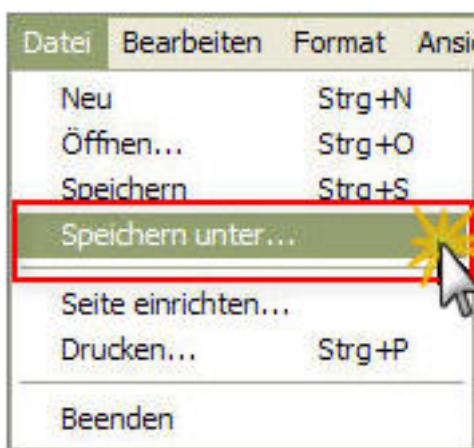 Datei Bearbeiten Format
Neu Strg+N
Öffnen... Strg+O
Speichern Strg+S
Speichern unter...
Seite einrichten...
Drucken... Strg+P
Beenden